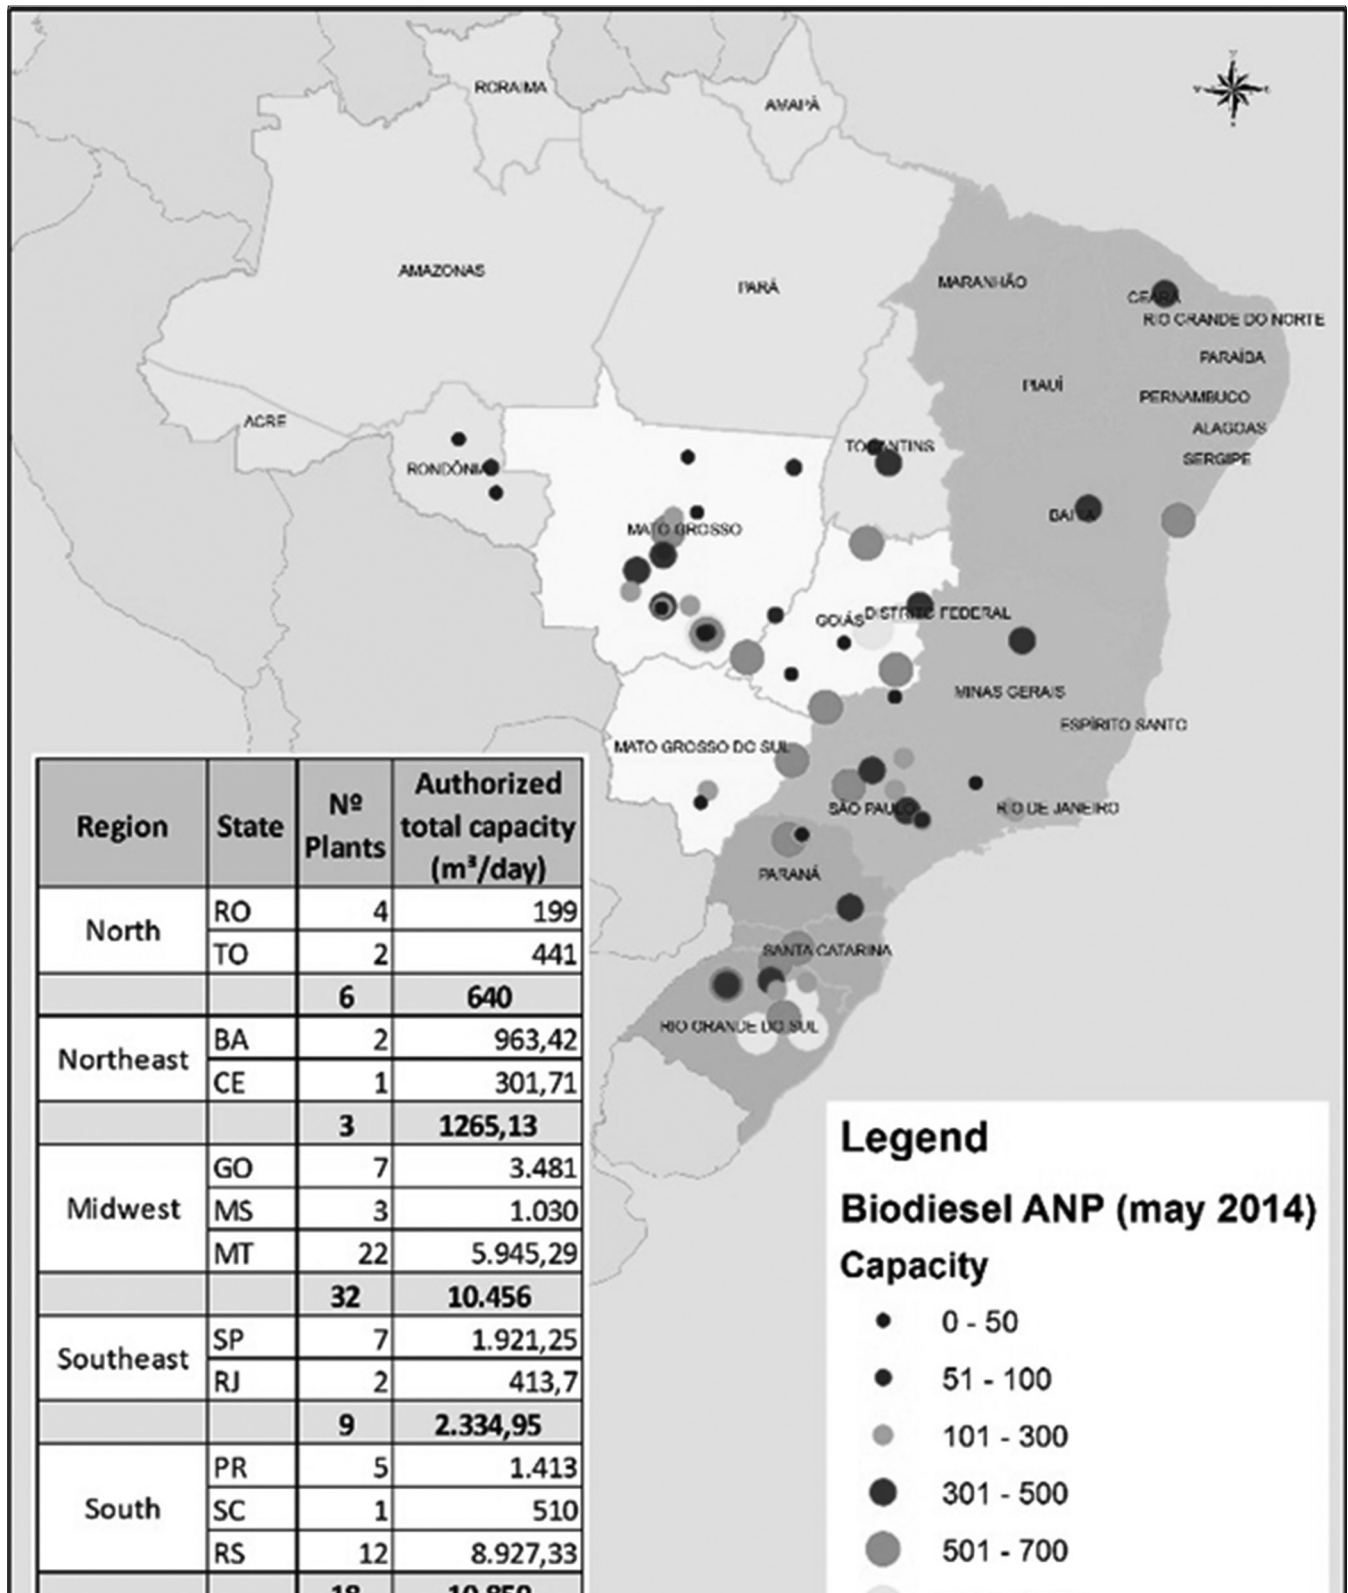 RORAIMA
AMAPÁ
AMAZONAS
PARÁ
MARANHÃO
CEARÁ
RIO GRANDE DO NORTE
PARAÍBA
PIAUÍ
PERNAMBUCO
ALAGOAS
SERGIPE
ACRE
RONDÔNIA
TOCANTINS
MATO GROSSO
BAHIA
GOIÁS
DISTRITO FEDERAL
MINAS GERAIS
ESPÍRITO SANTO
MATO GROSSO DO SUL
SÃO PAULO
RIO DE JANEIRO
PARANÁ
SANTA CATARINA
RIO GRANDE DO SUL
Region State Nº Plants Authorized total capacity (m³/day)
North RO 4 199
TO 2 441
6 640
Northeast BA 2 963,42
CE 1 301,71
3 1265,13
Midwest GO 7 3.481
MS 3 1.030
MT 22 5.945,29
32 10.456
Southeast SP 7 1.921,25
RJ 2 413,7
9 2.334,95
South PR 5 1.413
SC 1 510
RS 12 8.927,33
18 10.850
Legend
Biodiesel ANP (may 2014)
Capacity
0 - 50
51 - 100
101 - 300
301 - 500
501 - 700